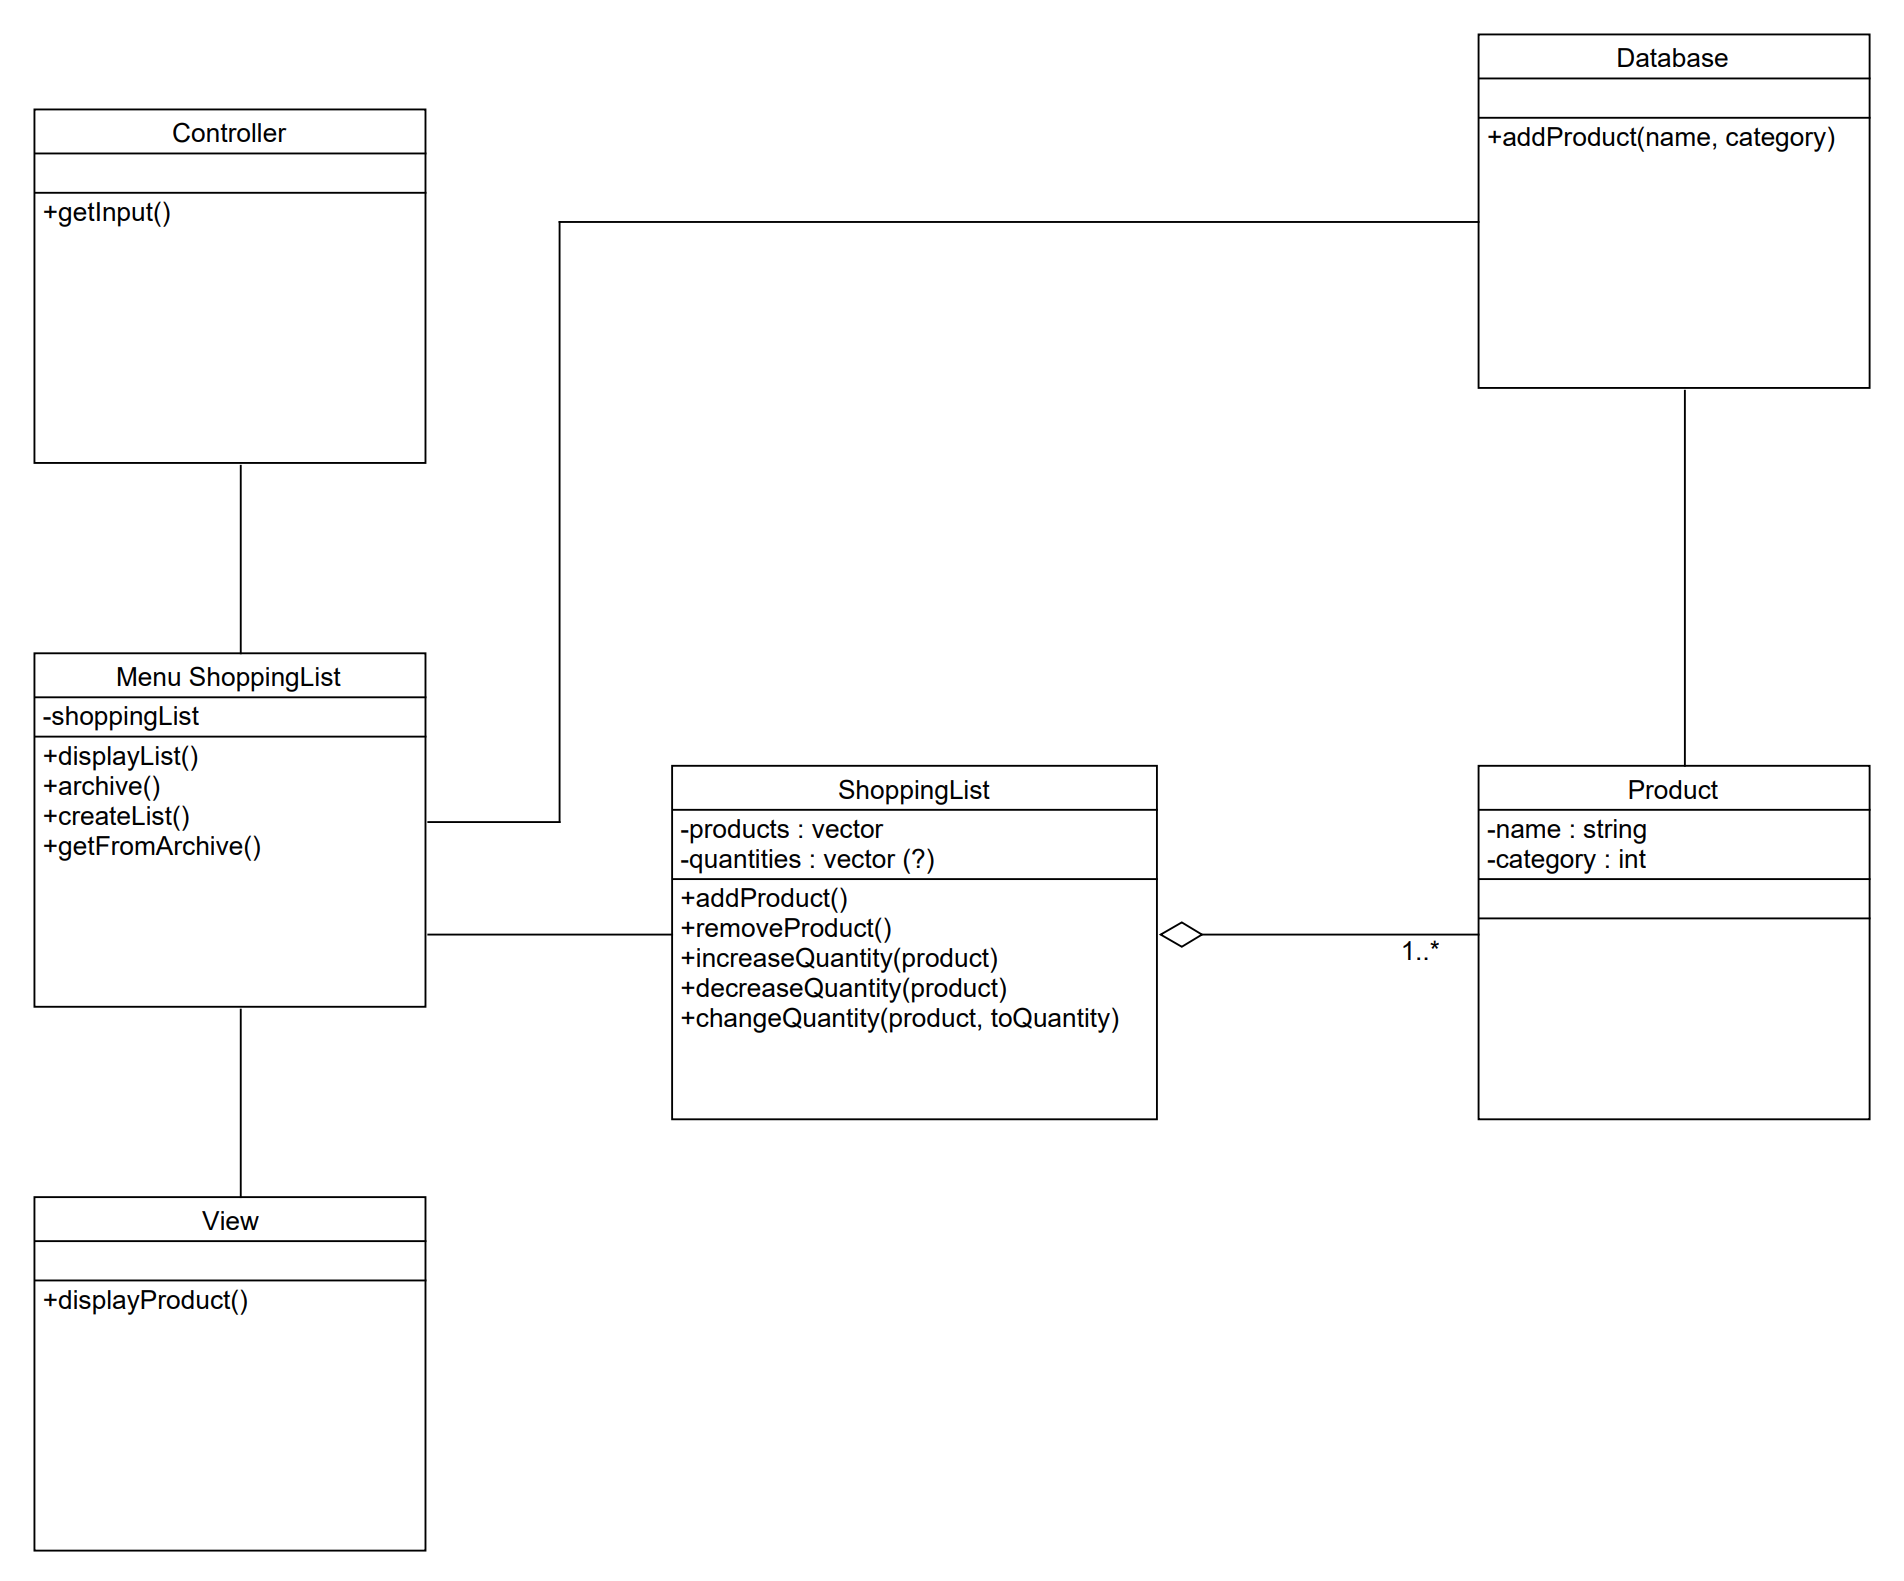 Database
+addProduct(name, category)
Controller
+getInput()
Menu ShoppingList
-shoppingList
+displayList()
+archive()
+createList()
+getFromArchive()
ShoppingList
-products : vector
-quantities : vector (?)
+addProduct()
+removeProduct()
+increaseQuantity(product)
+decreaseQuantity(product)
+changeQuantity(product, toQuantity)
1..*
Product
-name : string
-category : int
View
+displayProduct()